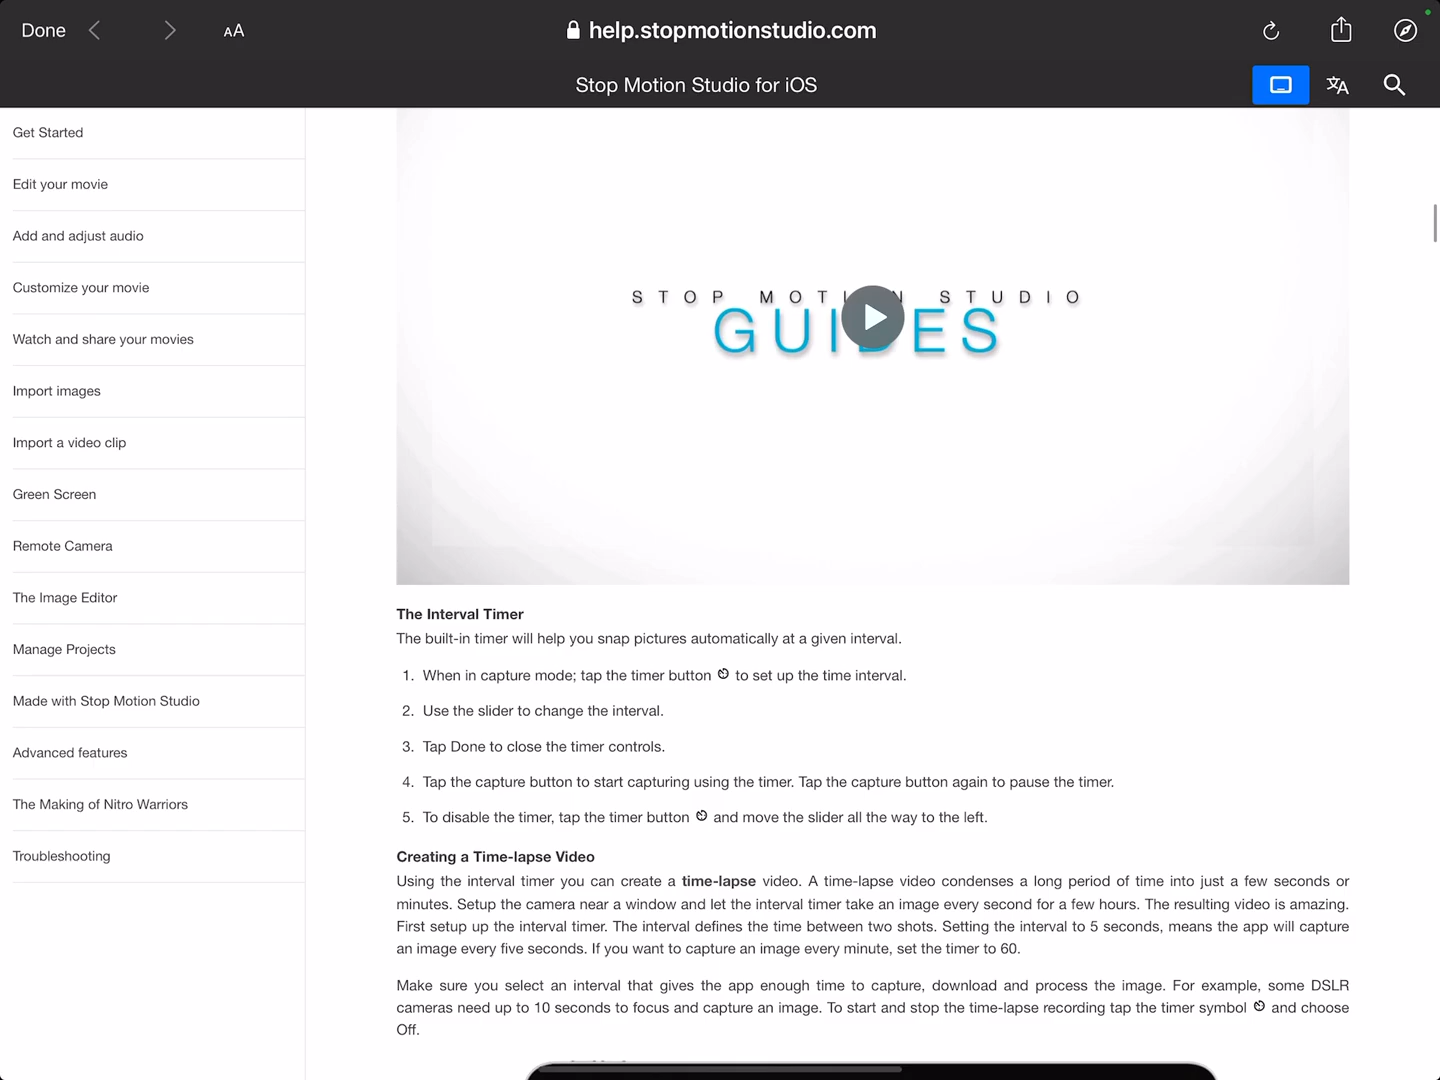 Done
AA
help.stopmotionstudio.com
Stop Motion Studio for iOS
Get Started
Edit your movie
Add and adjust audio
Customize your movie
Watch and share your movies
Import images
Import a video clip
Green Screen
Remote Camera
The Image Editor
Manage Projects
Made with Stop Motion Studio
Advanced features
The Making of Nitro Warriors
Troubleshooting
STOP MOTION STUDIO
GUIDES
The Interval Timer
The built-in timer will help you snap pictures automatically at a given interval.
1. When in capture mode; tap the timer button to set up the time interval.
2. Use the slider to change the interval.
3. Tap Done to close the timer controls.
4. Tap the capture button to start capturing using the timer. Tap the capture button again to pause the timer.
5. To disable the timer, tap the timer button and move the slider all the way to the left.
Creating a Time-lapse Video
Using the interval timer you can create a time-lapse video. A time-lapse video condenses a long period of time into just a few seconds or
minutes. Setup the camera near a window and let the interval timer take an image every second for a few hours. The resulting video is amazing.
First setup up the interval timer. The interval defines the time between two shots. Setting the interval to 5 seconds, means the app will capture
an image every five seconds. If you want to capture an image every minute, set the timer to 60.
Make sure you select an interval that gives the app enough time to capture, download and process the image. For example, some DSLR
cameras need up to 10 seconds to focus and capture an image. To start and stop the time-lapse recording tap the timer symbol and choose
Off.